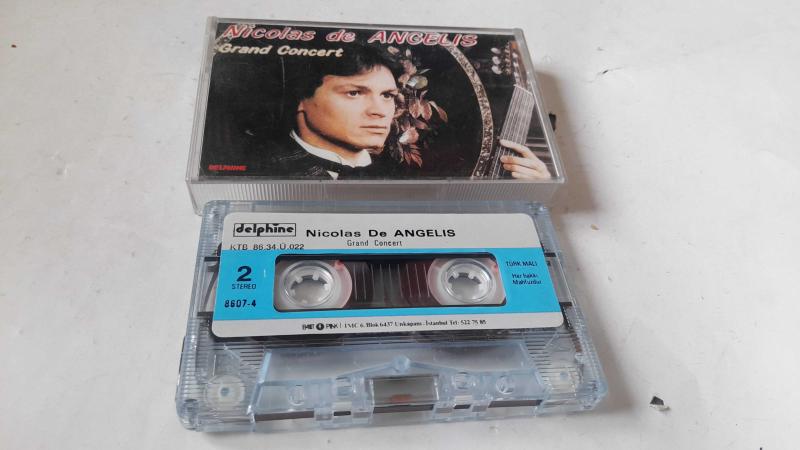 Nicolas de ANGELIS
Grand Concert
DELPHINE
delphine Nicolas De ANGELIS
Grand Concert
KTB 86.34.Ü.022
2
STEREO
8607-4
TÜRK MALI
Her hakkı
Mahfuzdur
IMÇ 6. Blok 6437 Unkapanı - İstanbul Tel: 522 75 85